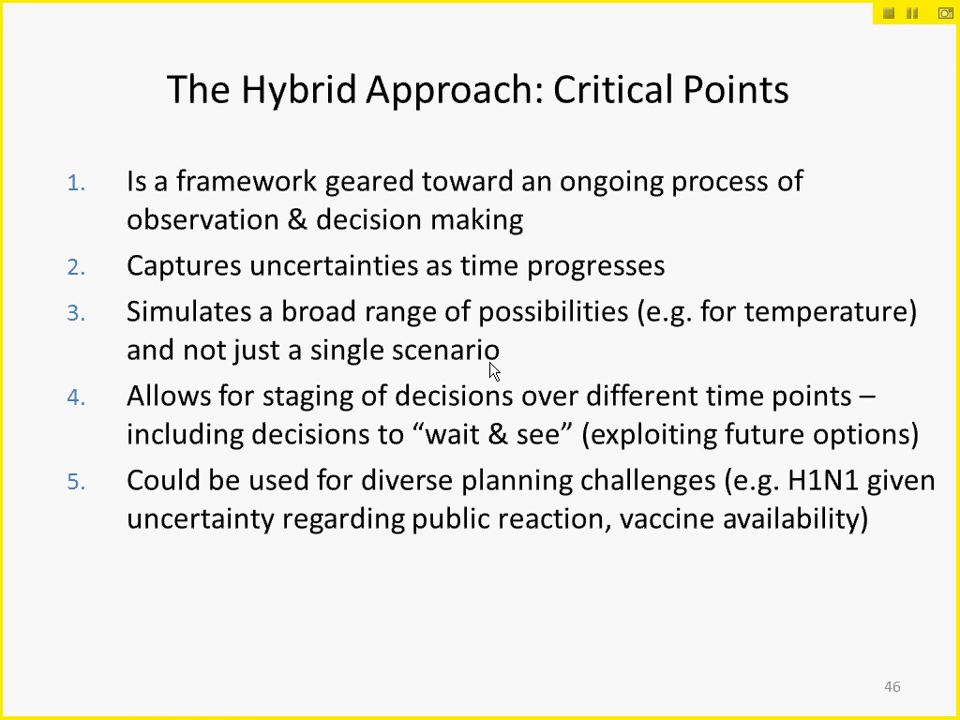 The Hybrid Approach: Critical Points
1. Is a framework geared toward an ongoing process of
observation & decision making
2. Captures uncertainties as time progresses
3. Simulates a broad range of possibilities (e.g. for temperature)
and not just a single scenario
4. Allows for staging of decisions over different time points –
including decisions to “wait & see” (exploiting future options)
5. Could be used for diverse planning challenges (e.g. H1N1 given
uncertainty regarding public reaction, vaccine availability)
46